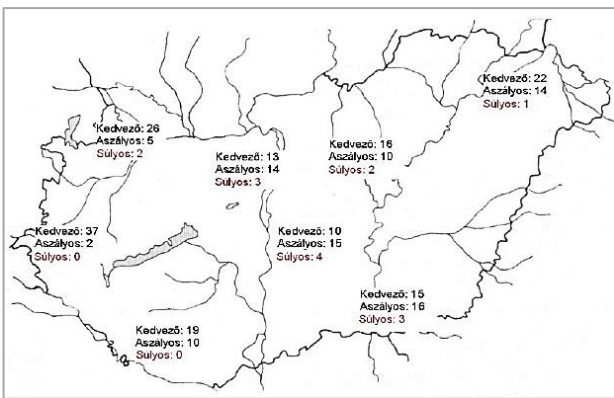 Kedvező: 22
Aszályos: 14
Súlyos: 1
Kedvező: 26
Aszályos: 5
Súlyos: 2
Kedvező: 16
Aszályos: 10
Súlyos: 2
Kedvező: 13
Aszályos: 14
Súlyos: 3
Kedvező: 37
Aszályos: 2
Súlyos: 0
Kedvező: 10
Aszályos: 15
Súlyos: 4
Kedvező: 15
Aszályos: 16
Súlyos: 3
Kedvező: 19
Aszályos: 10
Súlyos: 0